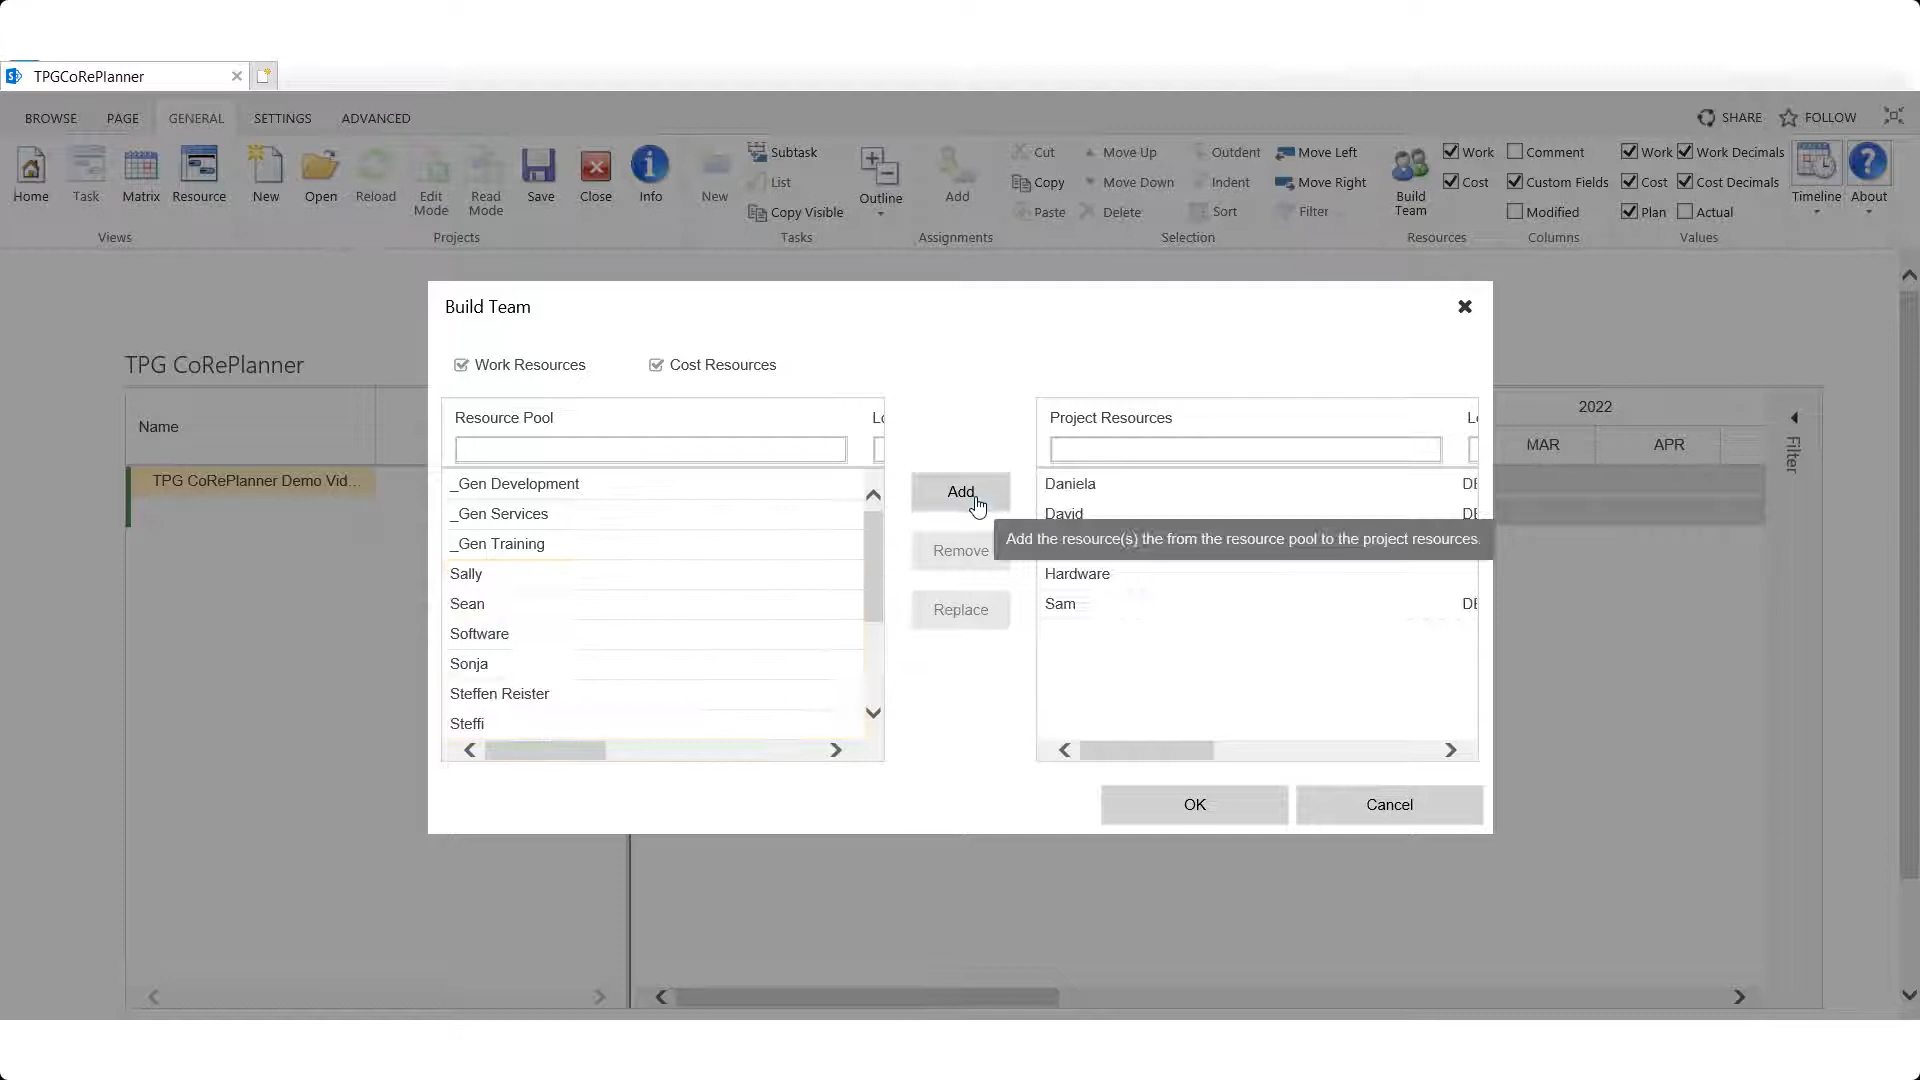 TPGCoRePlanner
BROWSE PAGE GENERAL SETTINGS ADVANCED SHARE FOLLOW
Home Task Matrix Resource
Views
New Open Reload Edit Mode Read Mode Save Close Info
Projects
New Subtask List Copy Visible Outline
Tasks
Add
Assignments
Cut Copy Paste Move Up Move Down Delete Outdent Indent Sort Move Left Move Right Filter
Selection
Build Team Work Cost
Resources
Comment Custom Fields Modified
Columns
Work Cost Plan Work Decimals Cost Decimals Actual
Values
Timeline About
TPG CoRePlanner
Name
TPG CoRePlanner Demo Vid...
2022
MAR APR
Filter
Build Team
Work Resources Cost Resources
Resource Pool
_Gen Development
_Gen Services
_Gen Training
Sally
Sean
Software
Sonja
Steffen Reister
Steffi
Add
Remove
Replace
Add the resource(s) the from the resource pool to the project resources.
Project Resources
Daniela
David
Hardware
Sam
OK Cancel